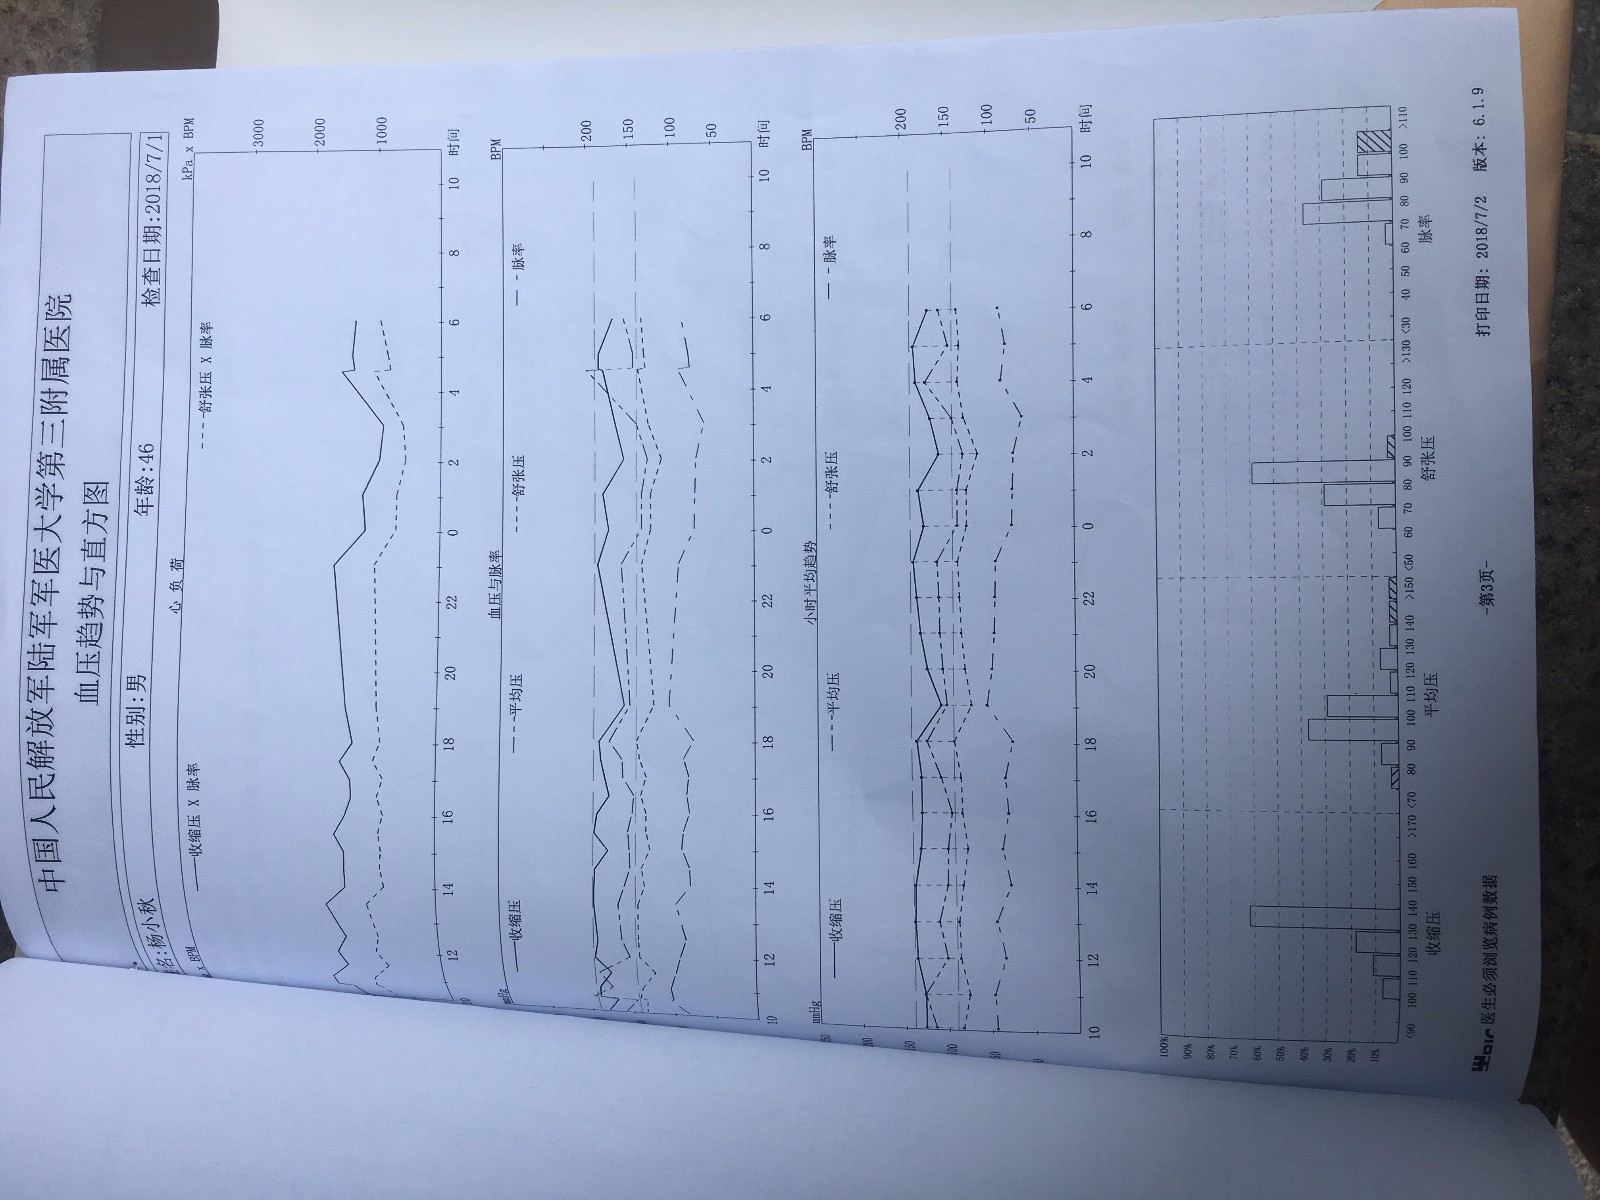 中国人民解放军陆军军医大学第三附属医院
血压趋势与直方图
名:杨小秋 性别:男 年龄:46 检查日期:2018/7/1
心 负 荷
x BPM ——收缩压 X 脉率 ----舒张压 X 脉率 kPa x BPM
3000
2000
1000
12 14 16 18 20 22 0 2 4 6 8 10 时间
血压与脉率
mmHg ——收缩压 —--平均压 ----舒张压 — -脉率 BPM
200
150
100
50
10 12 14 16 18 20 22 0 2 4 6 8 10 时间
小时平均趋势
mmHg ——收缩压 —--平均压 ----舒张压 — -脉率 BPM
200
150
100
50
10 12 14 16 18 20 22 0 2 4 6 8 10 时间
100%
90%
80%
70%
60%
50%
40%
30%
20%
10%
<90 100 110 120 130 140 150 160 >170 <70 80 90 100 110 120 130 140 >150 <50 60 70 80 90 100 110 120 >130 <30 40 50 60 70 80 90 100 >110
收缩压 平均压 舒张压 脉率
医生必须浏览病例数据 -第3页- 打印日期: 2018/7/2 版本: 6.1.9